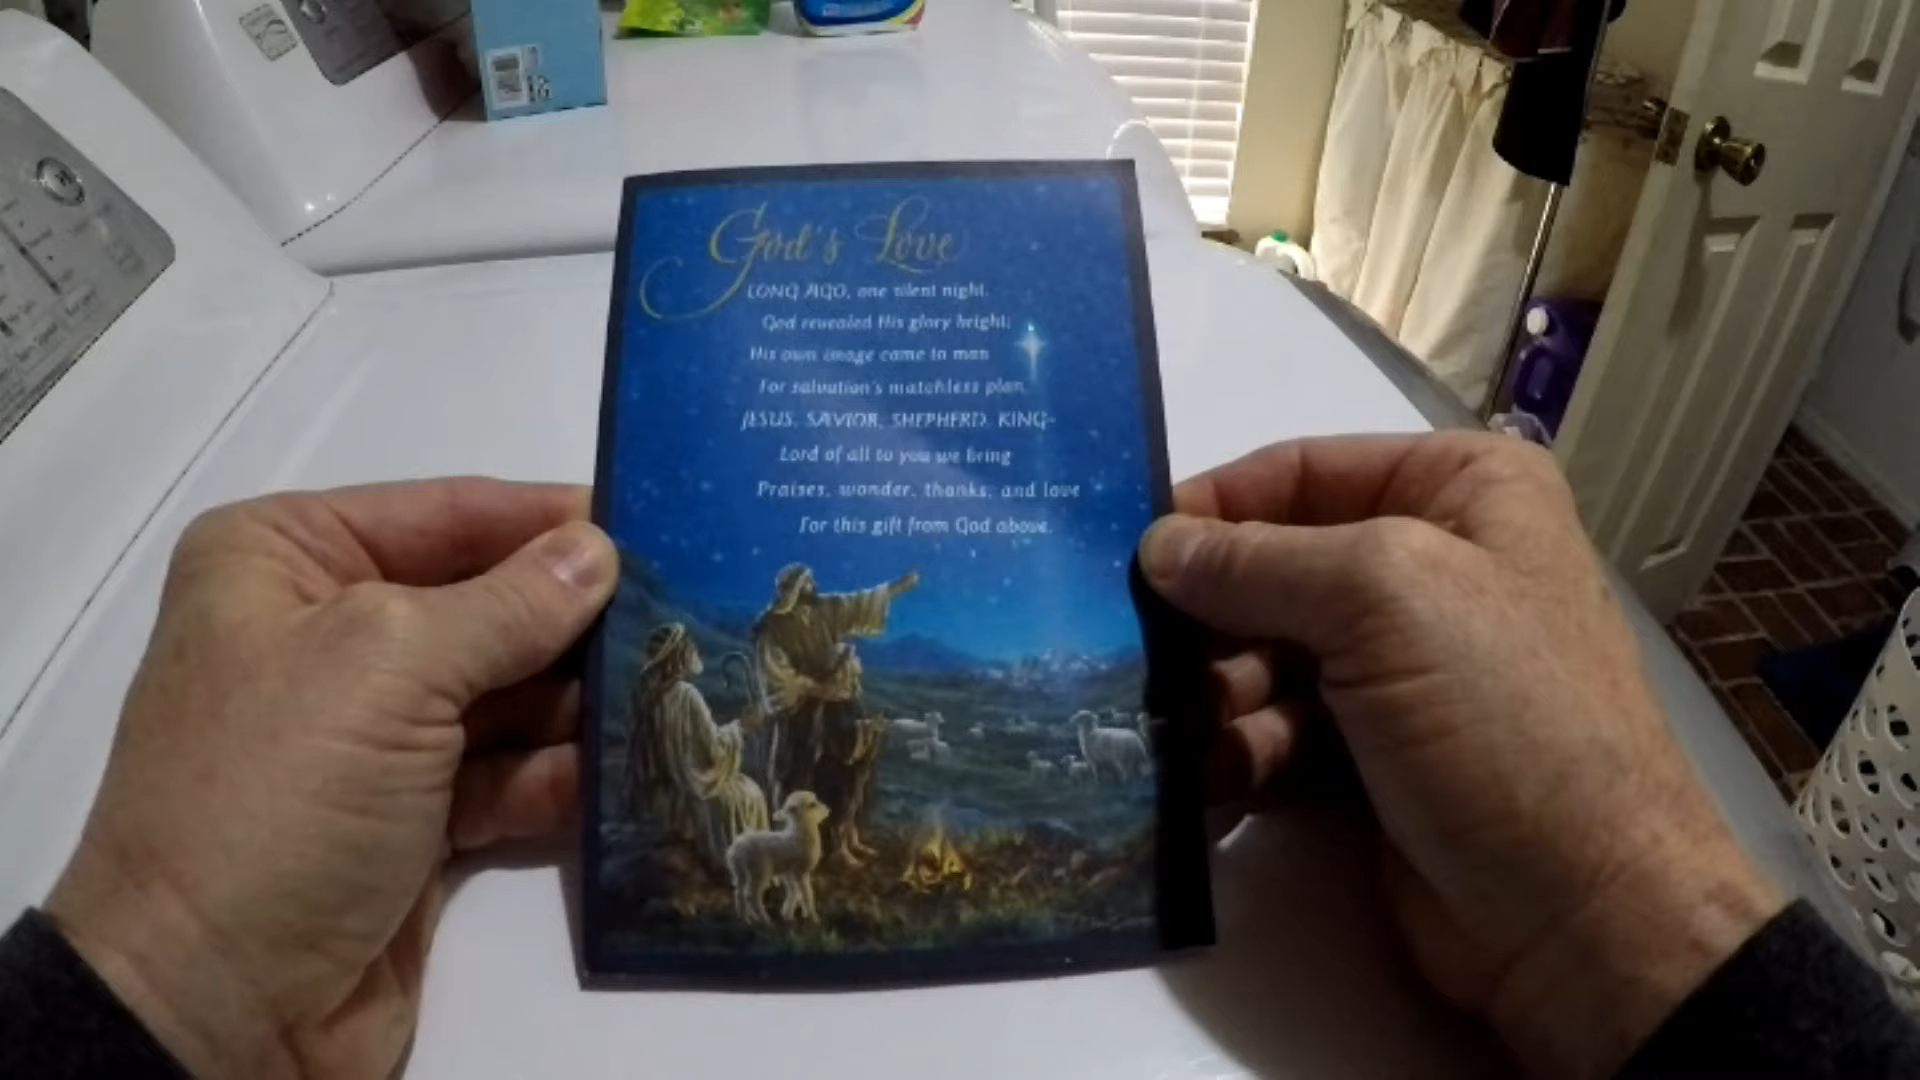 God's Love
LONG AGO, one silent night,
God revealed His glory bright;
His own image came to man
For salvation's matchless plan.
JESUS, SAVIOR, SHEPHERD, KING-
Lord of all to you we bring
Praises, wonder, thanks, and love
For this gift from God above.